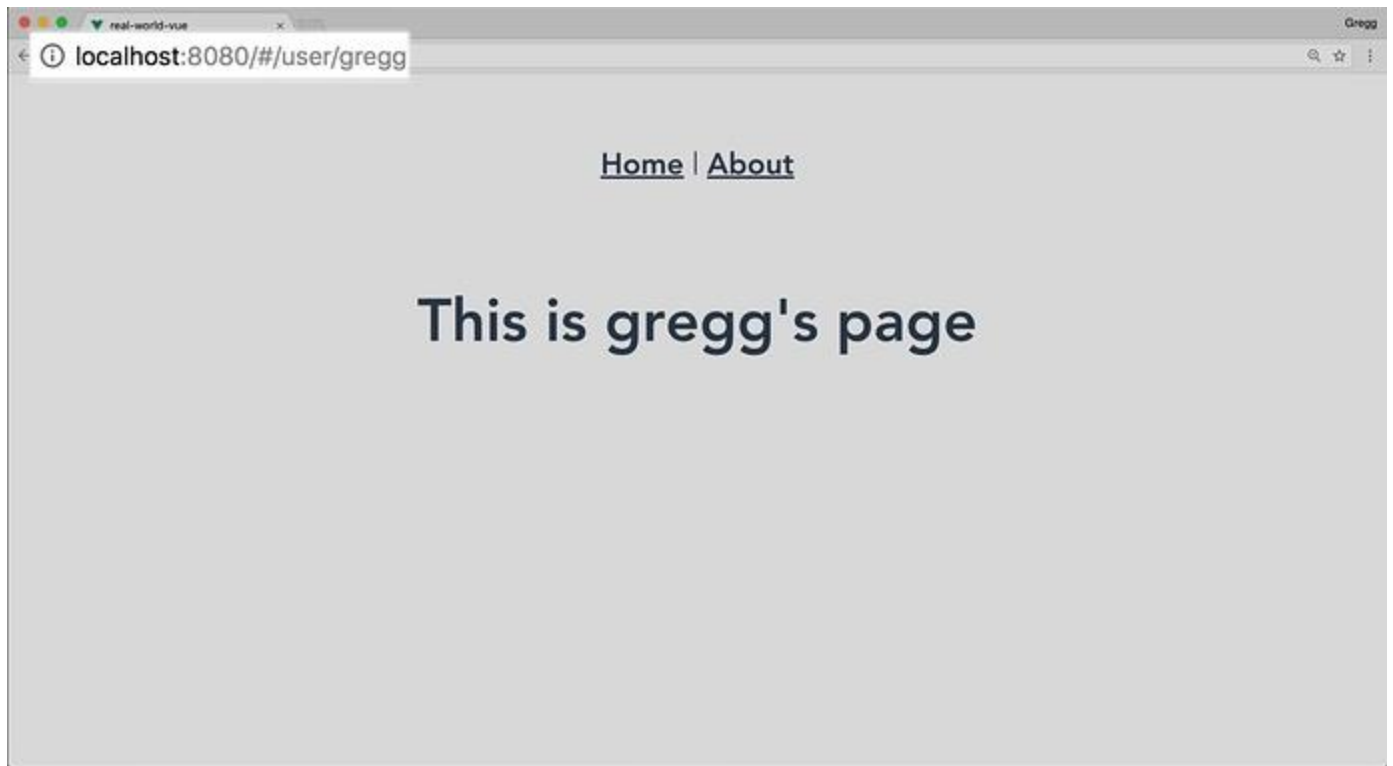 real-world-vue
Gregg
localhost:8080/#/user/gregg
Home | About
This is gregg's page